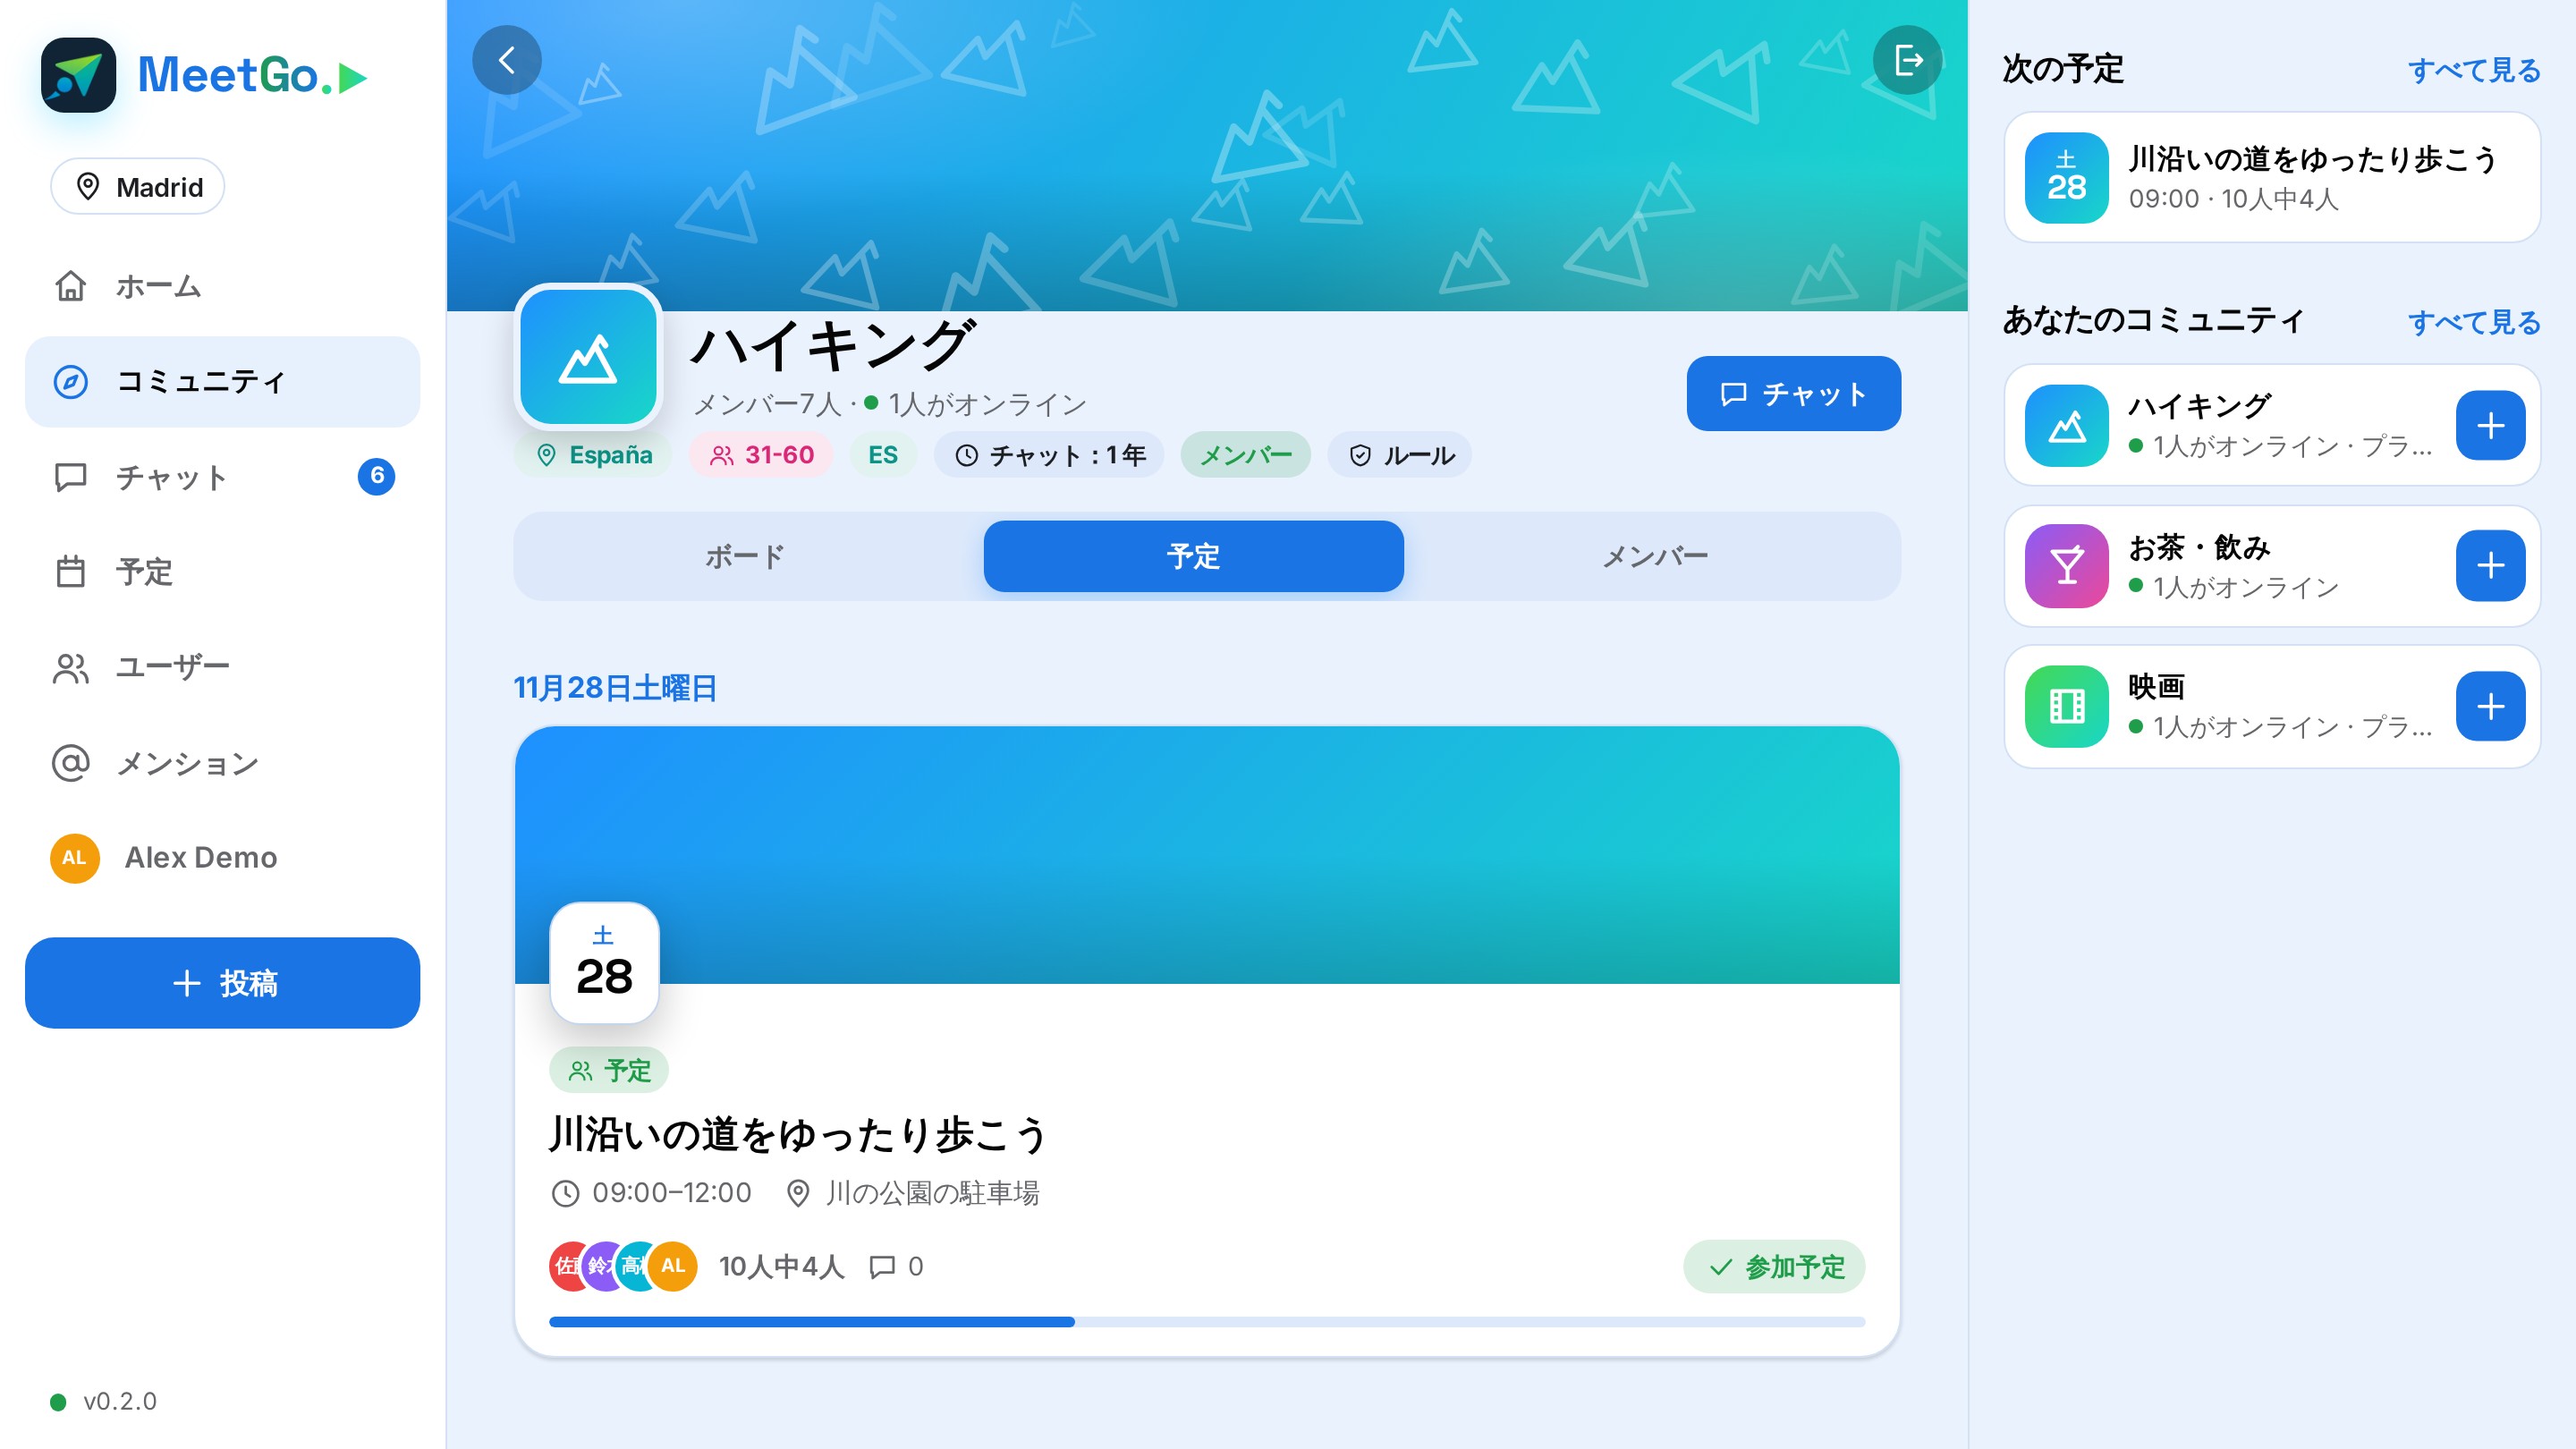 MeetGo.
Madrid
ホーム
コミュニティ
チャット 6
予定
ユーザー
メンション
AL Alex Demo
投稿
v0.2.0
ハイキング
メンバー7人 · 1人がオンライン
チャット
España 31-60 ES チャット：1 年 メンバー ルール
ボード 予定 メンバー
11月28日土曜日
土
28
予定
川沿いの道をゆったり歩こう
09:00–12:00 川の公園の駐車場
AL 10人中4人 0 参加予定
次の予定 すべて見る
土
28
川沿いの道をゆったり歩こう
09:00 · 10人中4人
あなたのコミュニティ すべて見る
ハイキング
1人がオンライン · プラ...
お茶・飲み
1人がオンライン
映画
1人がオンライン · プラ...